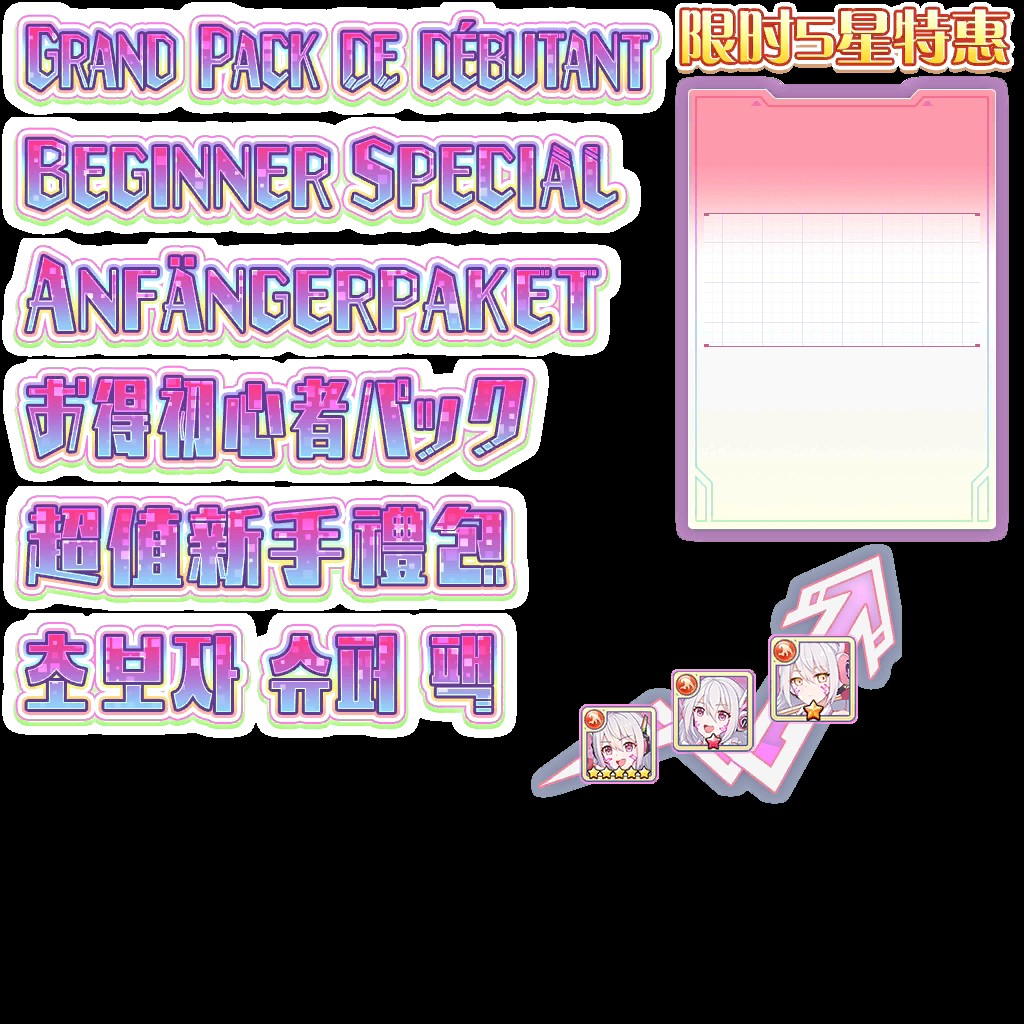 GRAND PACK DE DÉBUTANT
限时5星特惠
BEGINNER SPECIAL
ANFÄNGERPAKET
お得初心者パック
超值新手禮包
초보자 슈퍼 팩